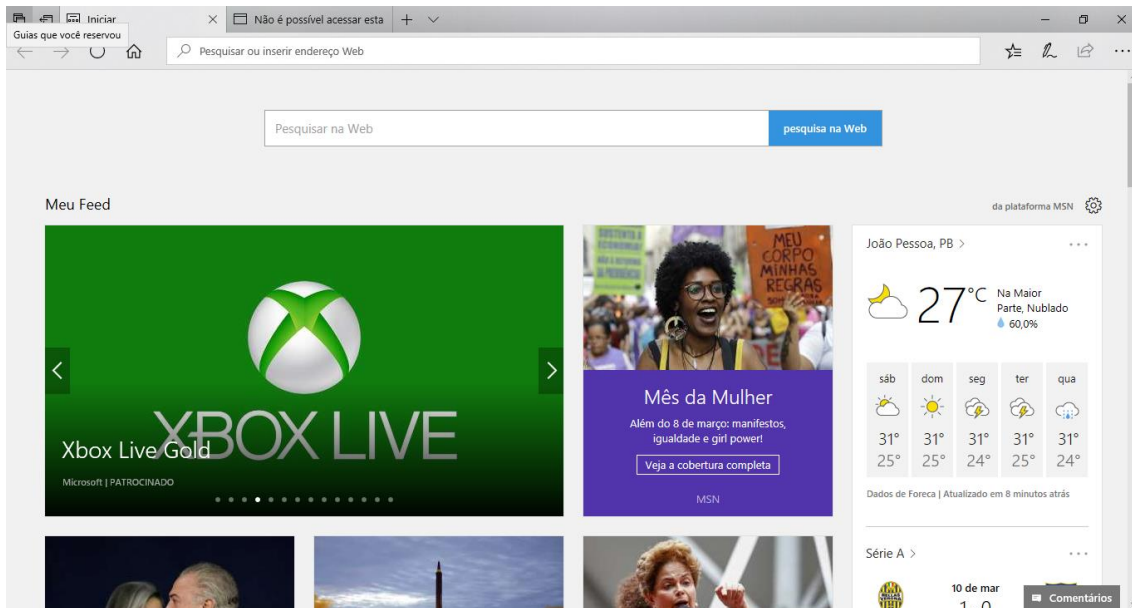 Iniciar
Não é possível acessar esta
Guias que você reservou
Pesquisar ou inserir endereço Web
Pesquisar na Web
pesquisa na Web
Meu Feed
da plataforma MSN
XBOX LIVE
Xbox Live Gold
Microsoft | PATROCINADO
MEU
CORPO
MINHAS
REGRAS
Mês da Mulher
Além do 8 de março: manifestos,
igualdade e girl power!
Veja a cobertura completa
MSN
João Pessoa, PB >
27°C
Na Maior
Parte, Nublado
60,0%
sáb dom seg ter qua
31° 31° 31° 31° 31°
25° 25° 24° 25° 24°
Dados de Foreca | Atualizado em 8 minutos atrás
Série A >
10 de mar
1 0
Comentários